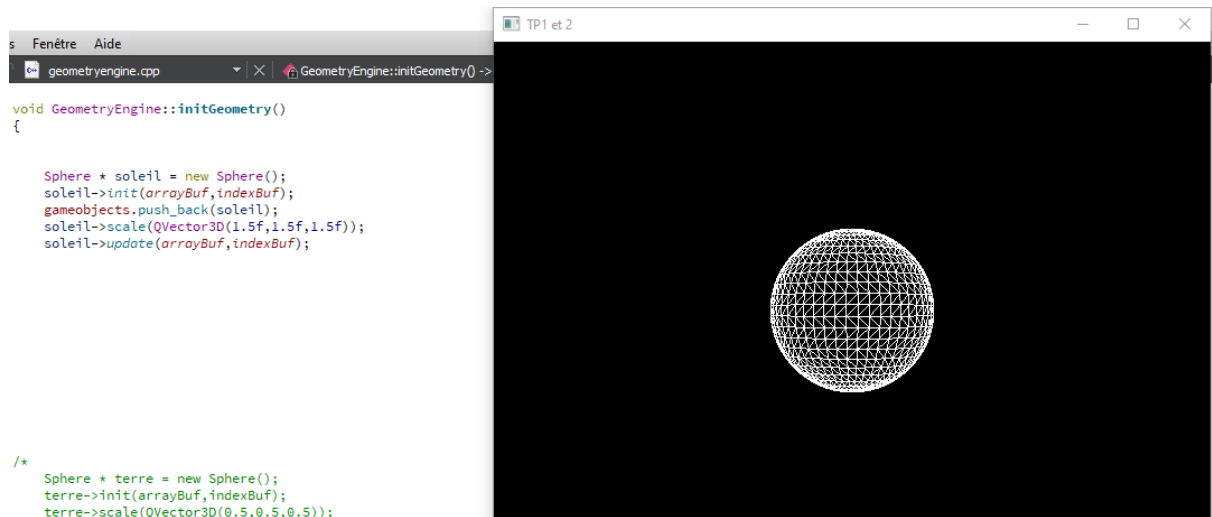 TP1 et 2
s Fenêtre Aide
geometryengine.cpp GeometryEngine::initGeometry() ->
void GeometryEngine::initGeometry()
{
Sphere * soleil = new Sphere();
soleil->init(arrayBuf,indexBuf);
gameobjects.push_back(soleil);
soleil->scale(QVector3D(1.5f,1.5f,1.5f));
soleil->update(arrayBuf,indexBuf);
/*
Sphere * terre = new Sphere();
terre->init(arrayBuf,indexBuf);
terre->scale(QVector3D(0.5,0.5,0.5));